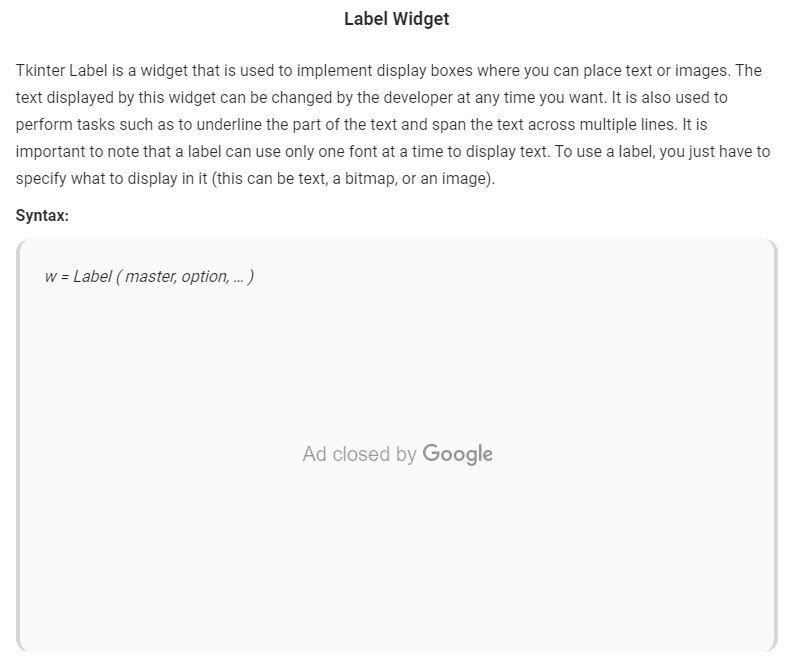 Label Widget
Tkinter Label is a widget that is used to implement display boxes where you can place text or images. The
text displayed by this widget can be changed by the developer at any time you want. It is also used to
perform tasks such as to underline the part of the text and span the text across multiple lines. It is
important to note that a label can use only one font at a time to display text. To use a label, you just have to
specify what to display in it (this can be text, a bitmap, or an image).
Syntax:
w = Label ( master, option, … )
Ad closed by Google